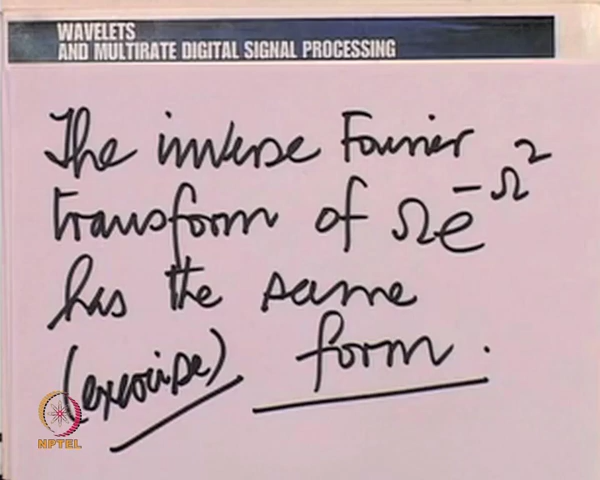 WAVELETS
AND MULTIRATE DIGITAL SIGNAL PROCESSING
The inverse Fourier
transform of Ωe^-Ω²
has the same
(exercise) form.
NPTEL